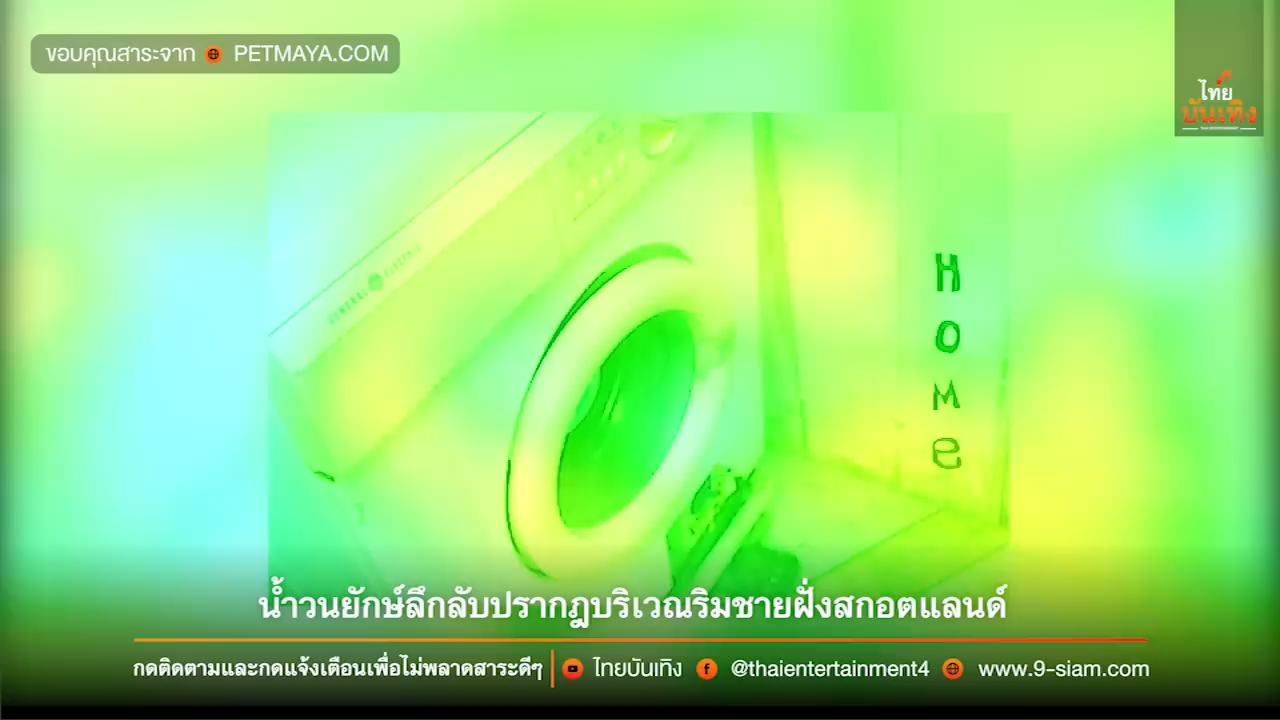 ขอบคุณสาระจาก PETMAYA.COM
ไทย
บันเทิง
GENERAL ELECTRIC
H
O
M
e
น้ำวนยักษ์ลึกลับปรากฎบริเวณริมชายฝั่งสกอตแลนด์
กดติดตามและกดแจ้งเตือนเพื่อไม่พลาดสาระดีๆ ไทยบันเทิง @thaientertainment4 www.9-siam.com